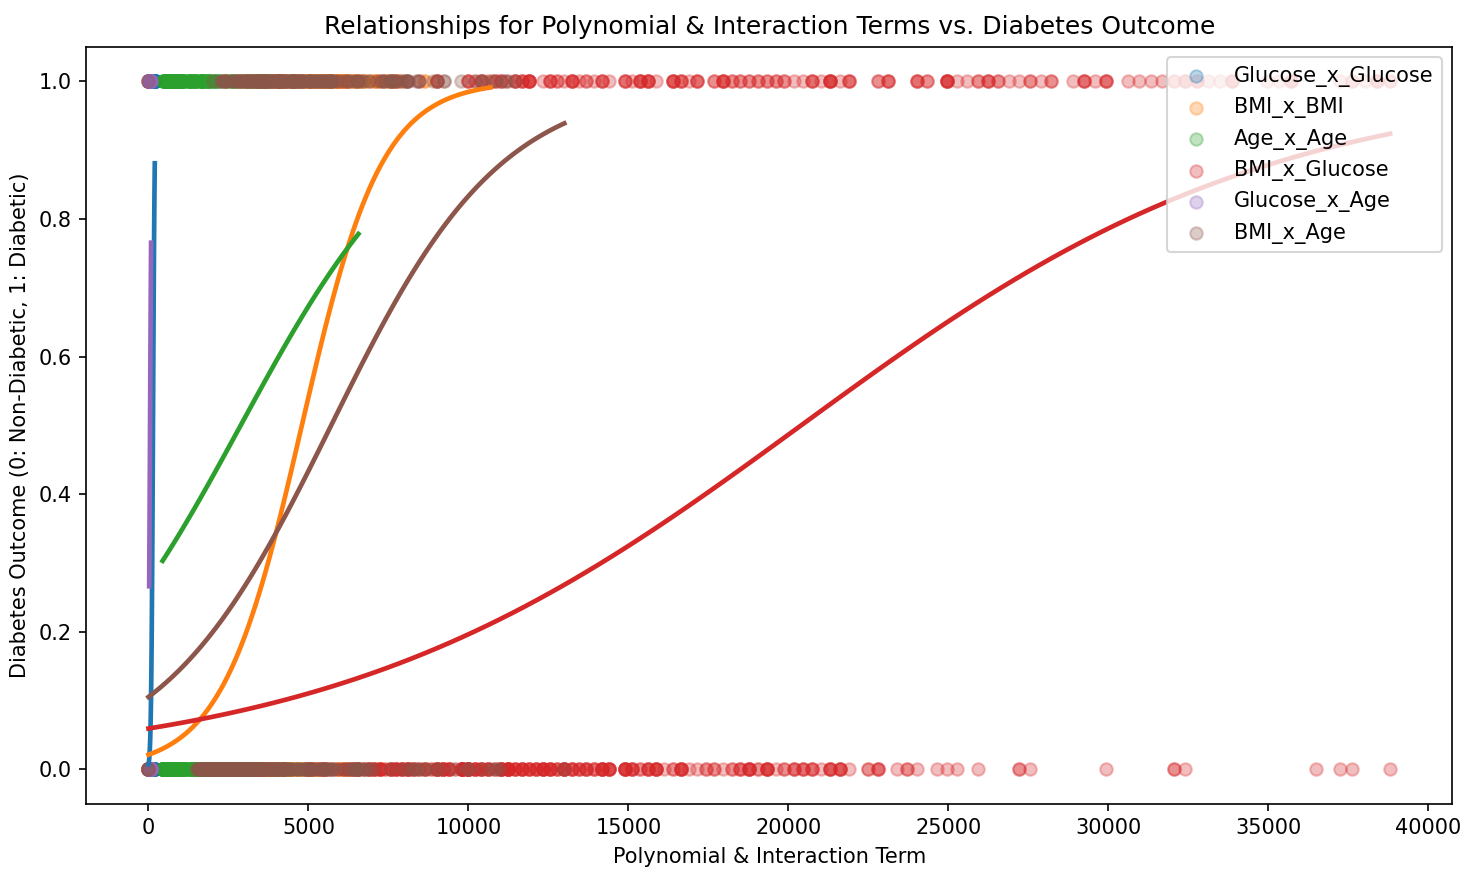 Relationships for Polynomial & Interaction Terms vs. Diabetes Outcome
Diabetes Outcome (0: Non-Diabetic, 1: Diabetic)
1.0
0.8
0.6
0.4
0.2
0.0
Glucose_x_Glucose
BMI_x_BMI
Age_x_Age
BMI_x_Glucose
Glucose_x_Age
BMI_x_Age
0 5000 10000 15000 20000 25000 30000 35000 40000
Polynomial & Interaction Term